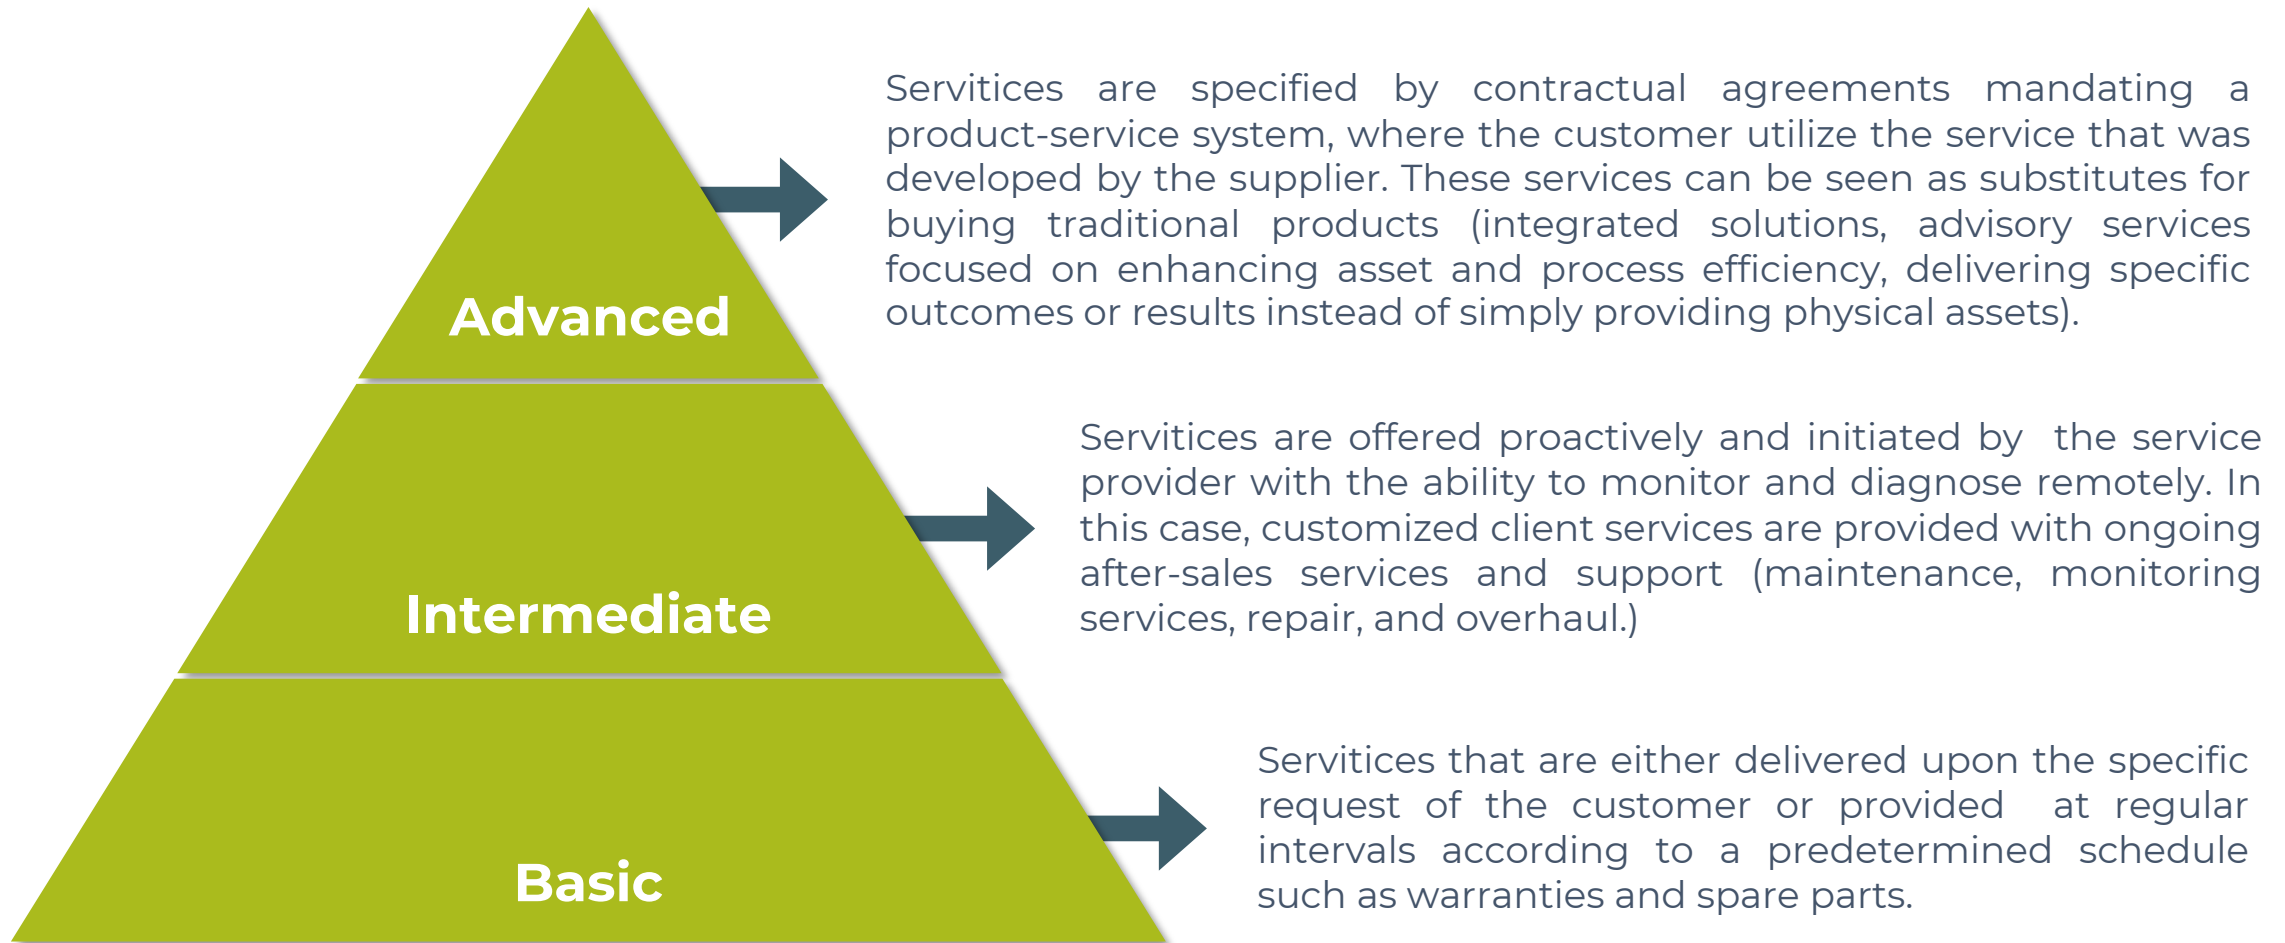 Servitices are specified by contractual agreements mandating a
product-service system, where the customer utilize the service that was
developed by the supplier. These services can be seen as substitutes for
buying traditional products (integrated solutions, advisory services
focused on enhancing asset and process efficiency, delivering specific
outcomes or results instead of simply providing physical assets).
Advanced
Servitices are offered proactively and initiated by the service
provider with the ability to monitor and diagnose remotely. In
this case, customized client services are provided with ongoing
after-sales services and support (maintenance, monitoring
services, repair, and overhaul.)
Intermediate
Servitices that are either delivered upon the specific
request of the customer or provided at regular
intervals according to a predetermined schedule
such as warranties and spare parts.
Basic